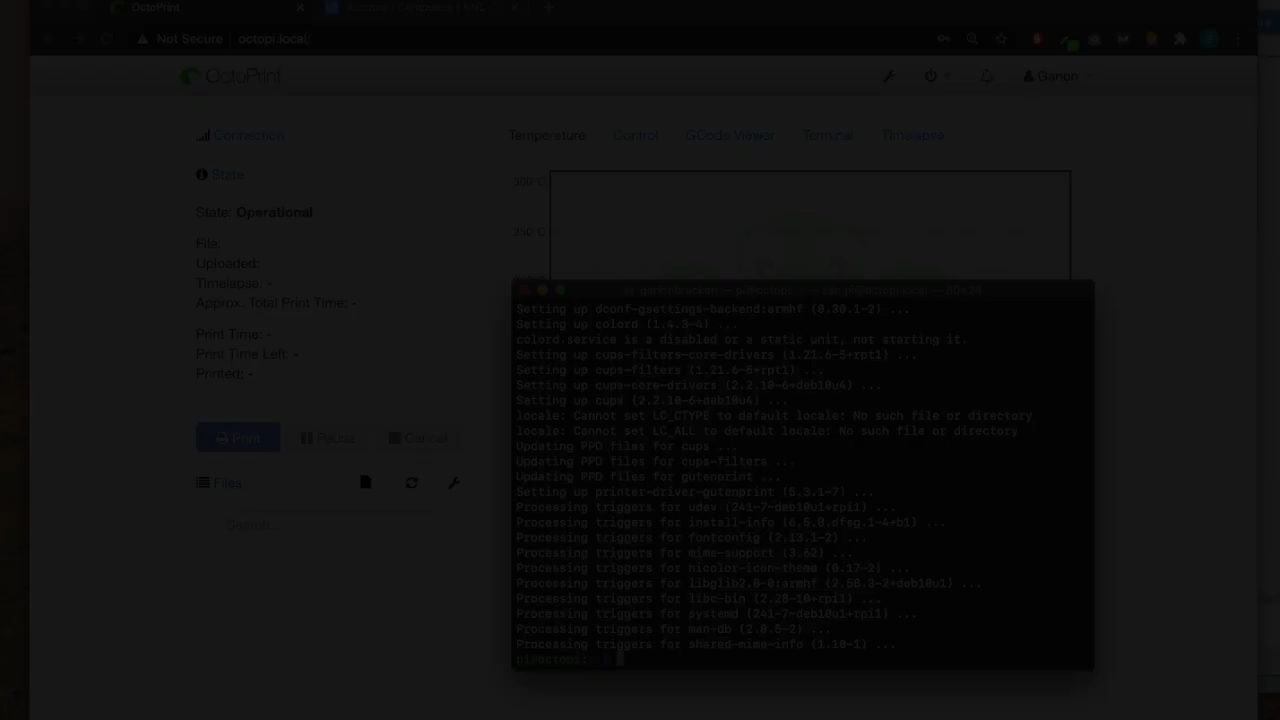 OctoPrint
Not Secure | octopi.local/
OctoPrint
Garion
Connection
Temperature Control GCode Viewer Terminal Timelapse
State
State: Operational
File:
Uploaded:
Timelapse: -
Approx. Total Print Time: -
Print Time: -
Print Time Left: -
Printed: -
Print Pause Cancel
Files
Search...
300°C
250°C
Setting up dconf-gsettings-backend:armhf (0.30.1-2) ...
Setting up colord (1.4.3-4) ...
colord.service is a disabled or a static unit, not starting it.
Setting up cups-filters-core-drivers (1.21.6-5+rpt1) ...
Setting up cups-filters (1.21.6-5+rpt1) ...
Setting up cups-core-drivers (2.2.10-6+deb10u4) ...
Setting up cups (2.2.10-6+deb10u4) ...
locale: Cannot set LC_CTYPE to default locale: No such file or directory
locale: Cannot set LC_ALL to default locale: No such file or directory
Updating PPD files for cups ...
Updating PPD files for cups-filters ...
Updating PPD files for gutenprint ...
Setting up printer-driver-gutenprint (5.3.1-7) ...
Processing triggers for udev (241-7~deb10u1+rpi1) ...
Processing triggers for install-info (6.5.0.dfsg.1-4+b1) ...
Processing triggers for fontconfig (2.13.1-2) ...
Processing triggers for mime-support (3.62) ...
Processing triggers for hicolor-icon-theme (0.17-2) ...
Processing triggers for libglib2.0-0:armhf (2.58.3-2+deb10u1) ...
Processing triggers for libc-bin (2.28-10+rpi1) ...
Processing triggers for systemd (241-7~deb10u1+rpi1) ...
Processing triggers for man-db (2.8.5-2) ...
Processing triggers for shared-mime-info (1.10-1) ...
pi@octopi: